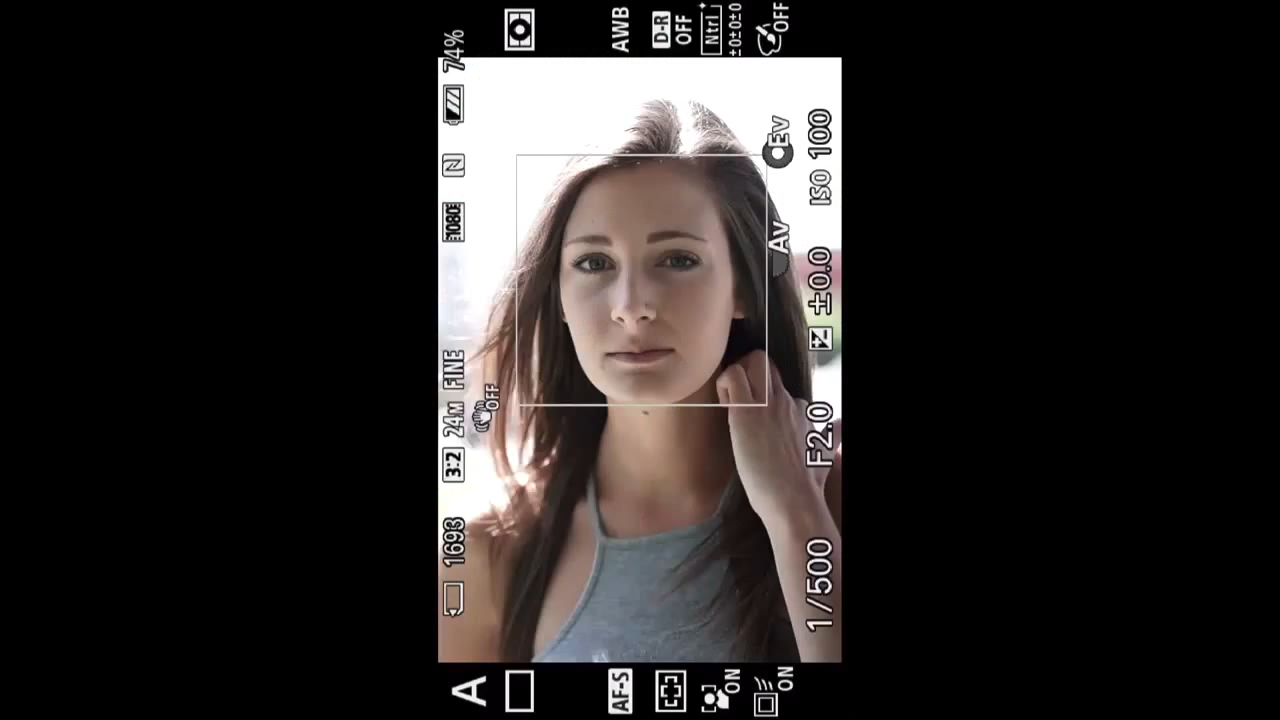 A 3:2 24M FINE 1080 N 74%
OFF
AF-S AWB
D-R OFF
ON Ntrl ±0±0±0
ON Av Ev OFF
1/500 F2.0 ±0.0 ISO 100